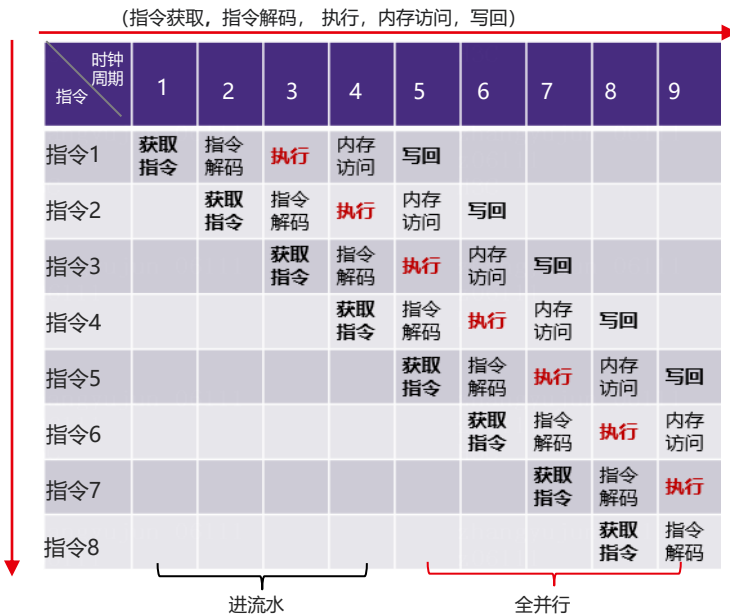 (指令获取，指令解码， 执行，内存访问，写回)
时钟
周期
指令
1 2 3 4 5 6 7 8 9
指令1 获取指令 指令解码 执行 内存访问 写回
指令2 获取指令 指令解码 执行 内存访问 写回
指令3 获取指令 指令解码 执行 内存访问 写回
指令4 获取指令 指令解码 执行 内存访问 写回
指令5 获取指令 指令解码 执行 内存访问 写回
指令6 获取指令 指令解码 执行 内存访问
指令7 获取指令 指令解码 执行
指令8 获取指令 指令解码
进流水 全并行